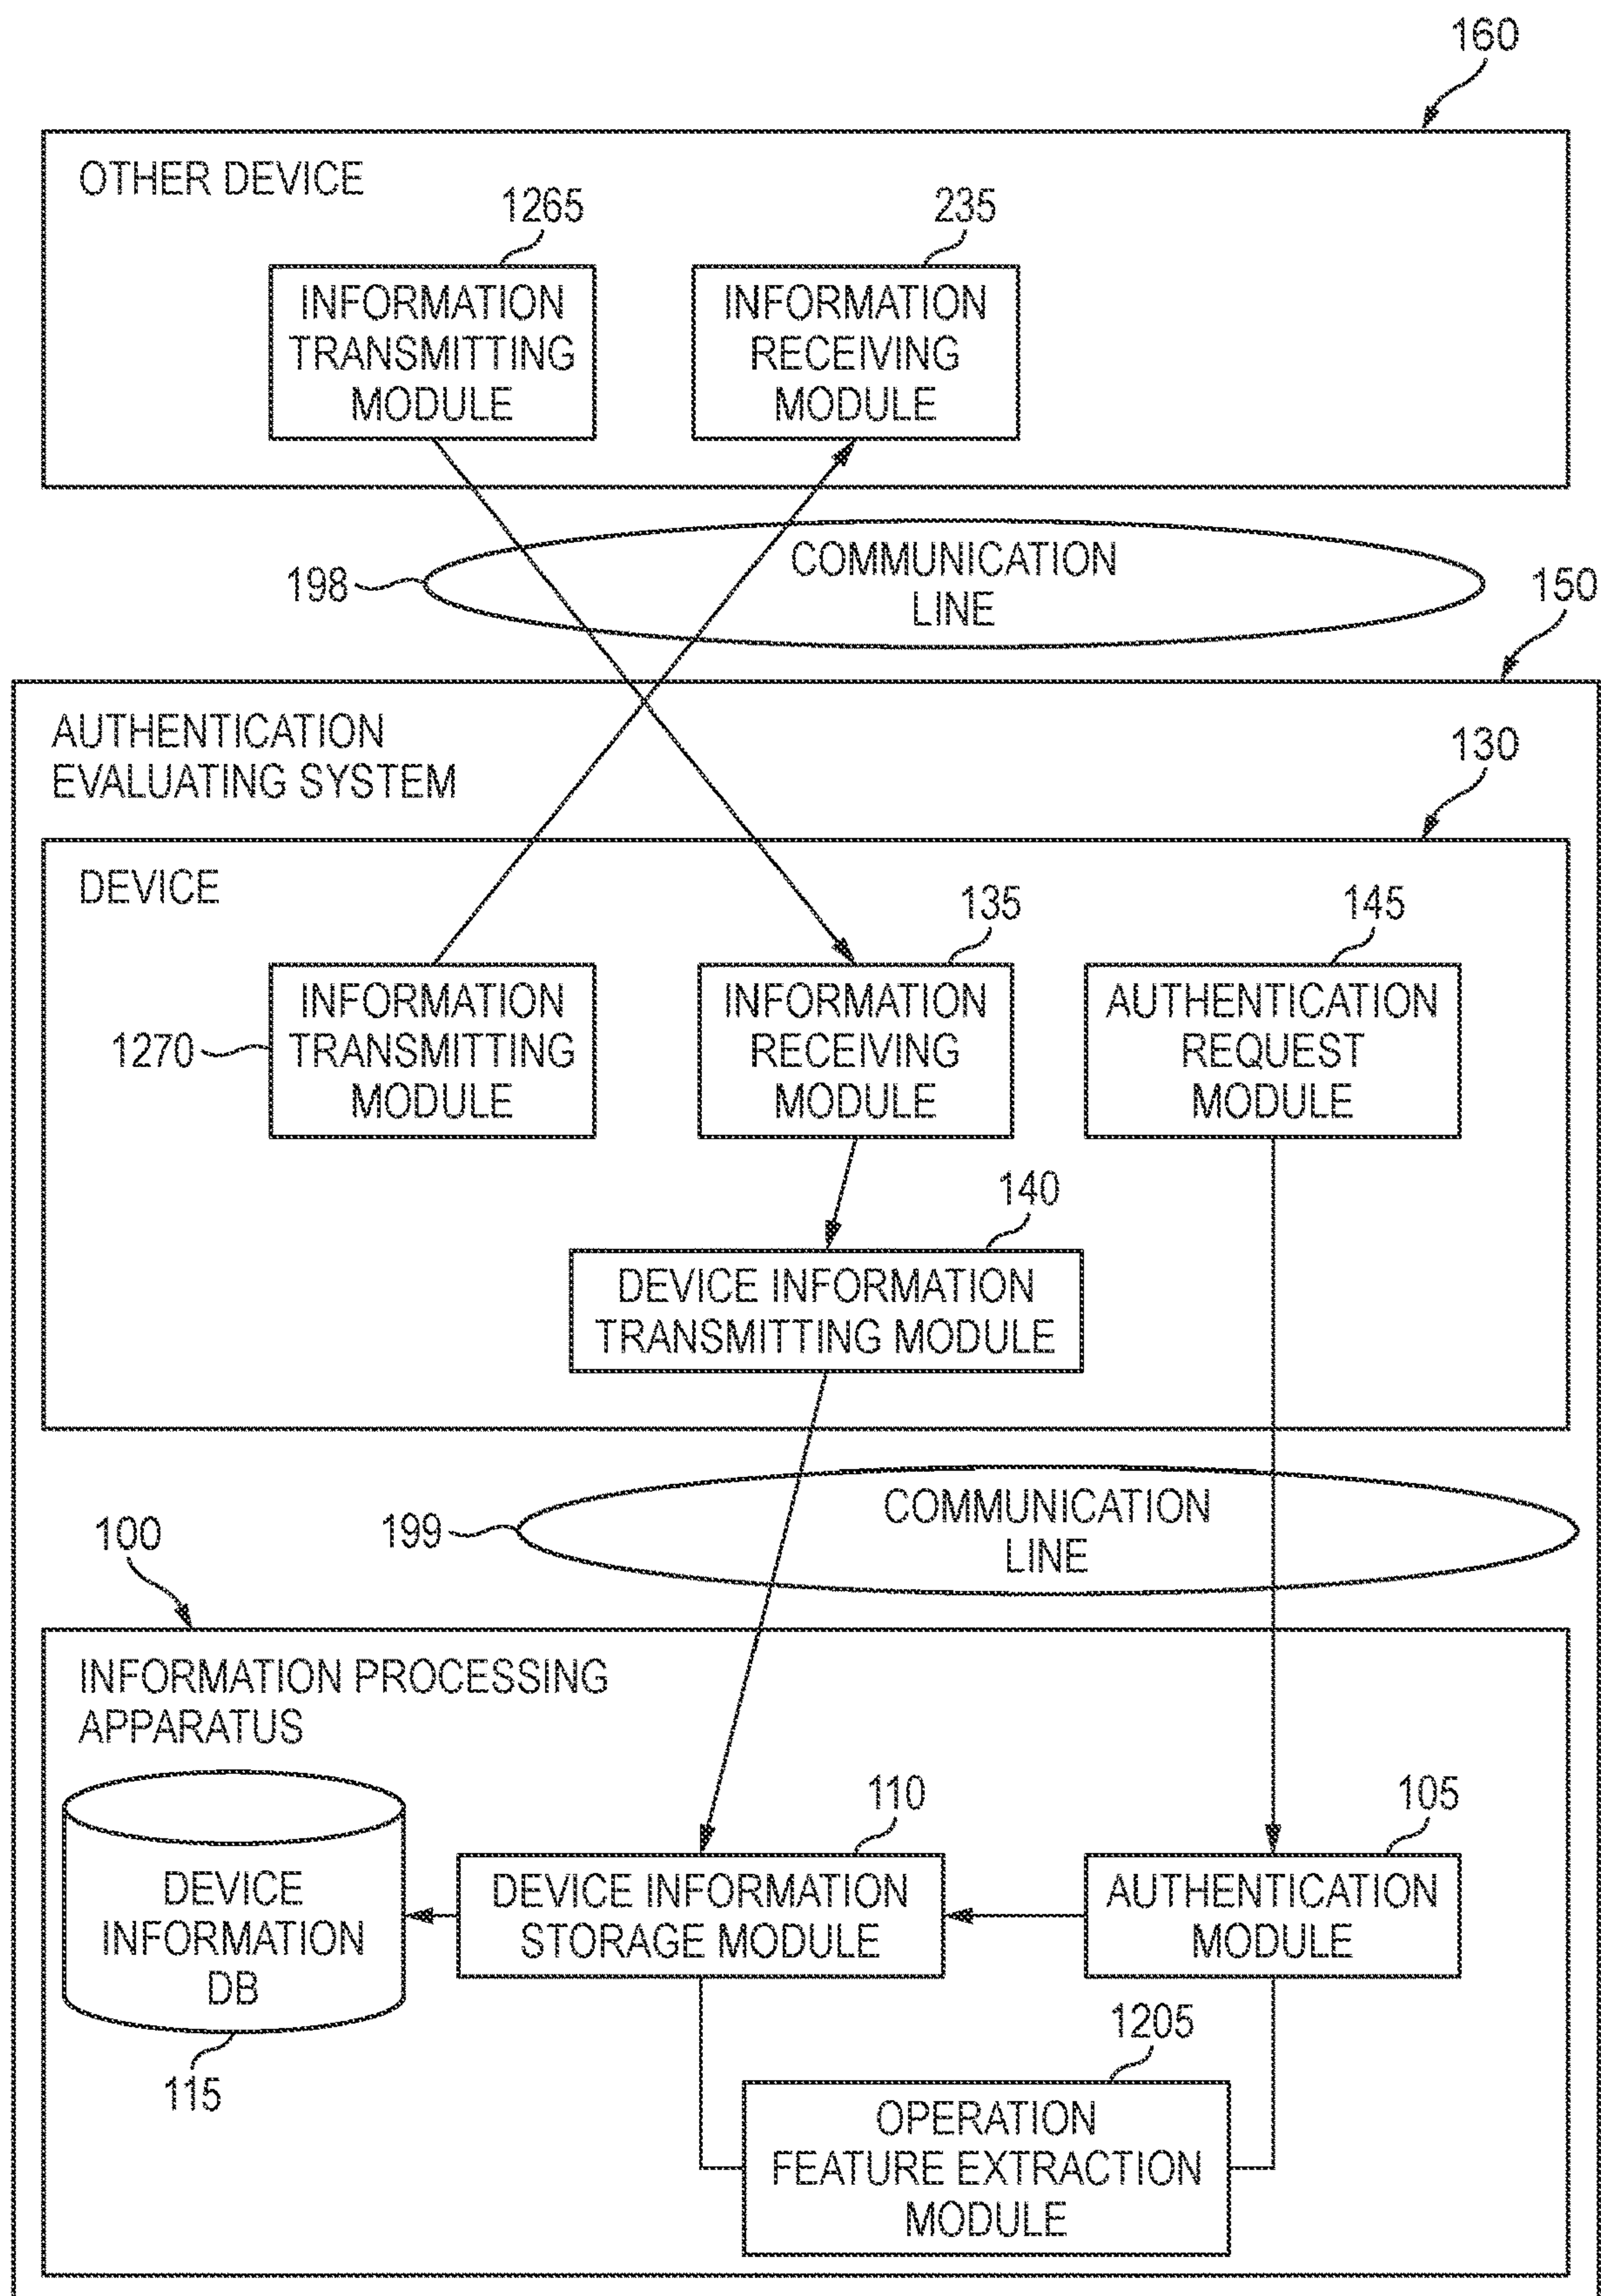 160
OTHER DEVICE
1265
235
INFORMATION
TRANSMITTING
MODULE
INFORMATION
RECEIVING
MODULE
198
COMMUNICATION
LINE
150
AUTHENTICATION
EVALUATING SYSTEM
130
DEVICE
135
145
1270
INFORMATION
TRANSMITTING
MODULE
INFORMATION
RECEIVING
MODULE
AUTHENTICATION
REQUEST
MODULE
140
DEVICE INFORMATION
TRANSMITTING MODULE
199
COMMUNICATION
LINE
100
INFORMATION PROCESSING
APPARATUS
110
105
DEVICE
INFORMATION
DB
DEVICE INFORMATION
STORAGE MODULE
AUTHENTICATION
MODULE
115
1205
OPERATION
FEATURE EXTRACTION
MODULE